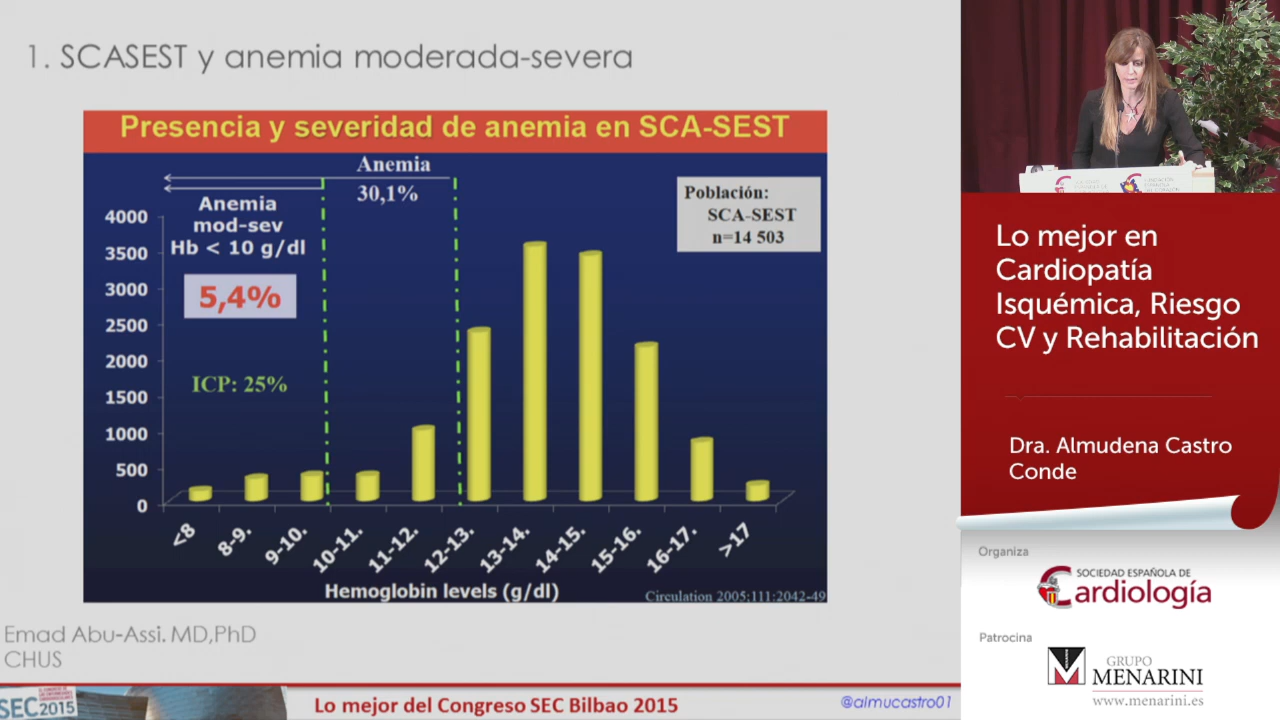 1. SCASEST y anemia moderada-severa
Presencia y severidad de anemia en SCA-SEST
Anemia
30,1%
Anemia
mod-sev
Hb < 10 g/dl
5,4%
ICP: 25%
Población:
SCA-SEST
n=14 503
4000
3500
3000
2500
2000
1500
1000
500
0
<8
8-9.
9-10.
10-11.
11-12.
12-13.
13-14.
14-15.
15-16.
16-17.
>17
Hemoglobin levels (g/dl)
Circulation 2005;111:2042-49
Emad Abu-Assi. MD,PhD
CHUS
SEC 2015
Lo mejor del Congreso SEC Bilbao 2015
@almucastro01
Lo mejor en
Cardiopatía
Isquémica, Riesgo
CV y Rehabilitación
Dra. Almudena Castro
Conde
Organiza
SOCIEDAD ESPAÑOLA DE
Cardiología
Patrocina
GRUPO
MENARINI
www.menarini.es